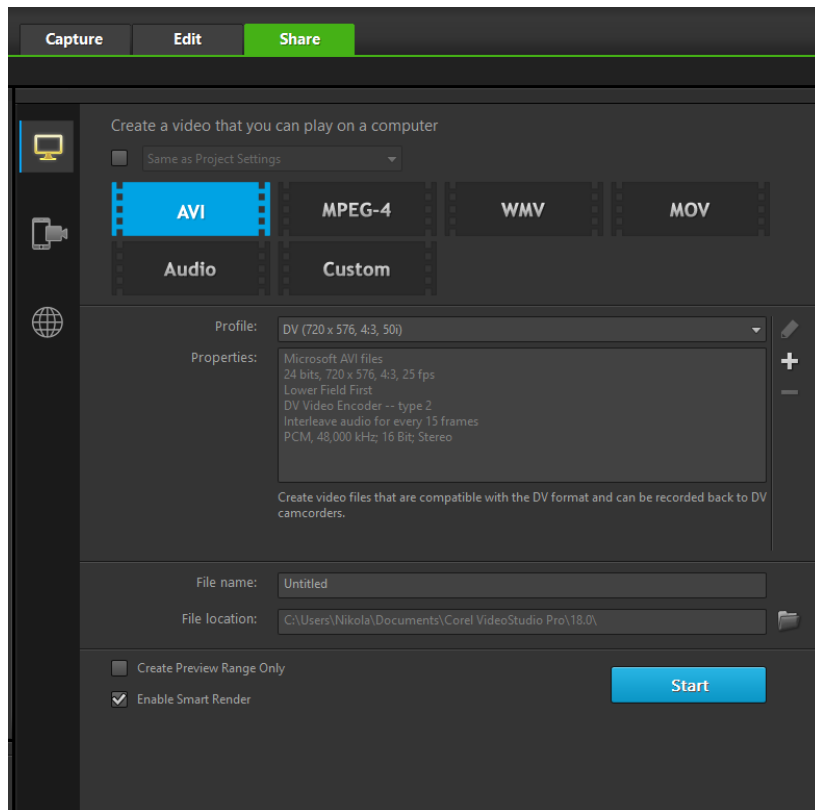 Capture Edit Share
Create a video that you can play on a computer
Same as Project Settings
AVI MPEG-4 WMV MOV
Audio Custom
Profile: DV (720 x 576, 4:3, 50i)
Properties: Microsoft AVI files
24 bits, 720 x 576, 4:3, 25 fps
Lower Field First
DV Video Encoder -- type 2
Interleave audio for every 15 frames
PCM, 48,000 kHz; 16 Bit; Stereo
Create video files that are compatible with the DV format and can be recorded back to DV
camcorders.
File name: Untitled
File location: C:\Users\Nikola\Documents\Corel VideoStudio Pro\18.0\
Create Preview Range Only
Start
Enable Smart Render